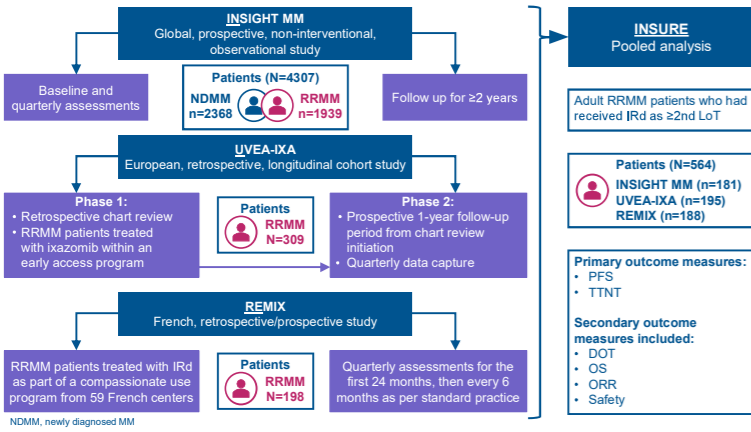 INSIGHT MM
Global, prospective, non-interventional,
observational study
Baseline and
quarterly assessments
Patients (N=4307)
NDMM
n=2368
RRMM
n=1939
Follow up for ≥2 years
UVEA-IXA
European, retrospective, longitudinal cohort study
Phase 1:
• Retrospective chart review
• RRMM patients treated
with ixazomib within an
early access program
Patients
RRMM
N=309
Phase 2:
• Prospective 1-year follow-up
period from chart review
initiation
• Quarterly data capture
REMIX
French, retrospective/prospective study
RRMM patients treated with IRd
as part of a compassionate use
program from 59 French centers
Patients
RRMM
N=198
Quarterly assessments for the
first 24 months, then every 6
months as per standard practice
NDMM, newly diagnosed MM
INSURE
Pooled analysis
Adult RRMM patients who had
received IRd as ≥2nd LoT
Patients (N=564)
INSIGHT MM (n=181)
UVEA-IXA (n=195)
REMIX (n=188)
Primary outcome measures:
• PFS
• TTNT
Secondary outcome
measures included:
• DOT
• OS
• ORR
• Safety